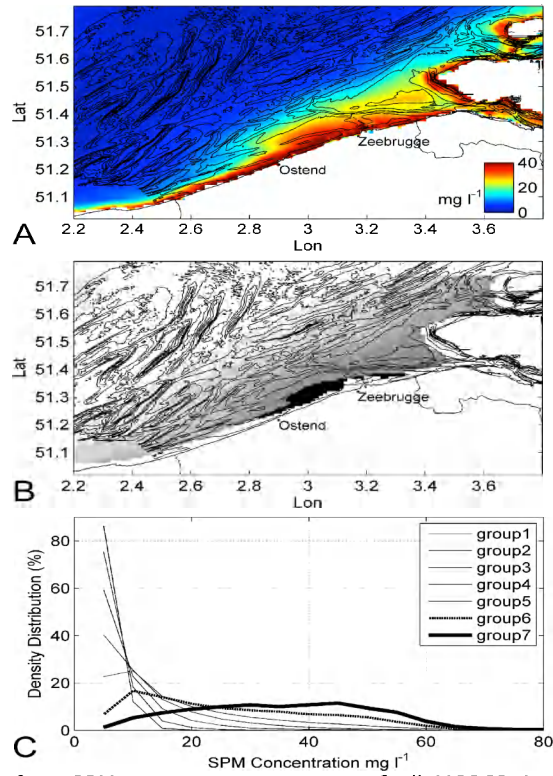 51.7
51.6
51.5
51.4
51.3
51.2
51.1
Lat
Zeebrugge
Ostend
40
20
0
mg l-1
A
2.2 2.4 2.6 2.8 3 3.2 3.4 3.6
Lon
51.7
51.6
51.5
51.4
51.3
51.2
51.1
Lat
Zeebrugge
Ostend
B
2.2 2.4 2.6 2.8 3 3.2 3.4 3.6
Lon
80
60
40
20
0
Density Distribution (%)
group1
group2
group3
group4
group5
group6
group7
C
0 20 40 60 80
SPM Concentration mg l-1